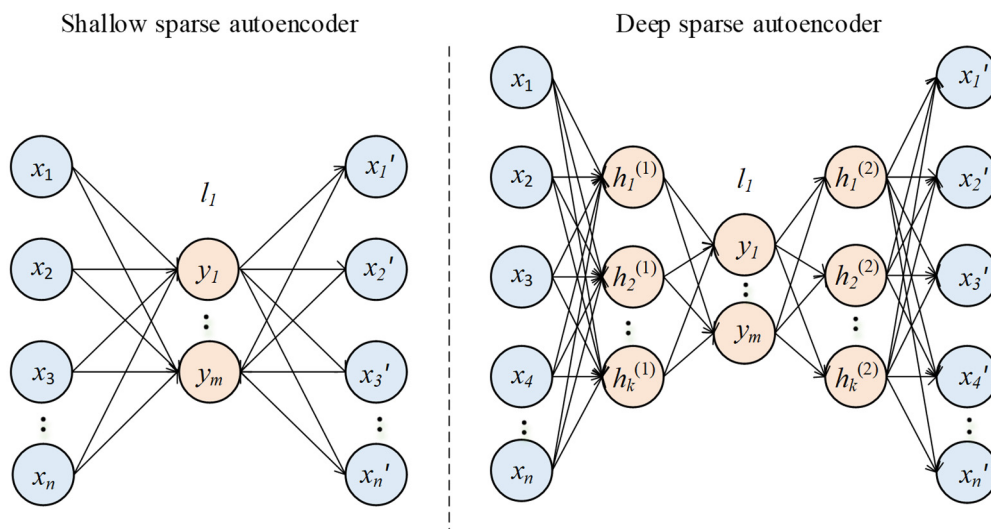 Shallow sparse autoencoder
x₁
x₂
x₃
⋮
xₙ
l₁
y₁
⋮
yₘ
x₁'
x₂'
x₃'
⋮
xₙ'
Deep sparse autoencoder
x₁
x₂
x₃
x₄
⋮
xₙ
h₁⁽¹⁾
h₂⁽¹⁾
⋮
hₖ⁽¹⁾
l₁
y₁
⋮
yₘ
h₁⁽²⁾
h₂⁽²⁾
⋮
hₖ⁽²⁾
x₁'
x₂'
x₃'
x₄'
⋮
xₙ'